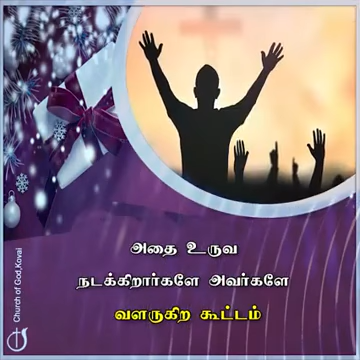 அதை உருவ
நடக்கிறார்களே அவர்களே
வளருகிற கூட்டம்
Church of God,Kovai